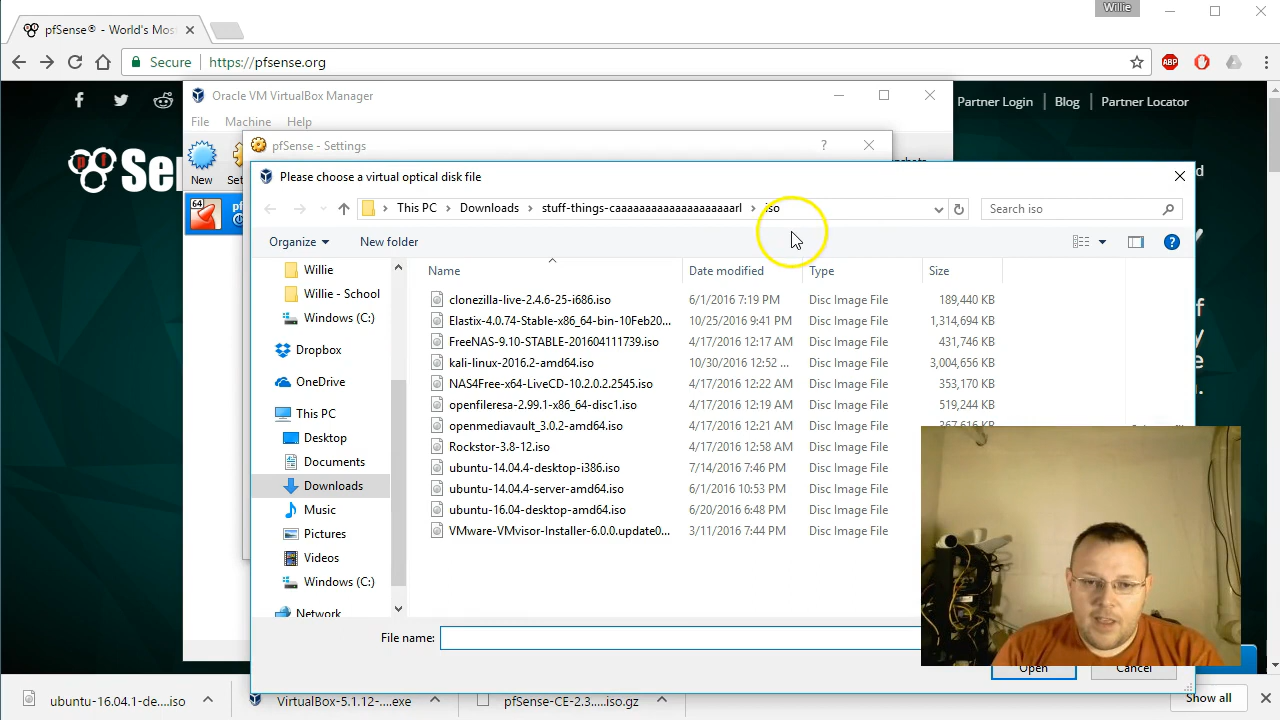 Willie
pfSense® - World's Mos
Secure https://pfsense.org
ABP
Partner Login Blog Partner Locator
Oracle VM VirtualBox Manager
File Machine Help
pfSense - Settings
New
64
Please choose a virtual optical disk file
This PC Downloads stuff-things-caaaaaaaaaaaaaaaaaaaarl iso
Search iso
Organize New folder
Name Date modified Type Size
Willie
Willie - School
Windows (C:)
Dropbox
OneDrive
This PC
Desktop
Documents
Downloads
Music
Pictures
Videos
Windows (C:)
Network
clonezilla-live-2.4.6-25-i686.iso 6/1/2016 7:19 PM Disc Image File 189,440 KB
Elastix-4.0.74-Stable-x86_64-bin-10Feb20... 10/25/2016 9:41 PM Disc Image File 1,314,694 KB
FreeNAS-9.10-STABLE-201604111739.iso 4/17/2016 12:17 AM Disc Image File 431,746 KB
kali-linux-2016.2-amd64.iso 10/30/2016 12:52 ... Disc Image File 3,004,656 KB
NAS4Free-x64-LiveCD-10.2.0.2.2545.iso 4/17/2016 12:22 AM Disc Image File 353,170 KB
openfileresa-2.99.1-x86_64-disc1.iso 4/17/2016 12:19 AM Disc Image File 519,244 KB
openmediavault_3.0.2-amd64.iso 4/17/2016 12:21 AM Disc Image File 367,616 KB
Rockstor-3.8-12.iso 4/17/2016 12:58 AM Disc Image File
ubuntu-14.04.4-desktop-i386.iso 7/14/2016 7:46 PM Disc Image File
ubuntu-14.04.4-server-amd64.iso 6/1/2016 10:53 PM Disc Image File
ubuntu-16.04-desktop-amd64.iso 6/20/2016 6:48 PM Disc Image File
VMware-VMvisor-Installer-6.0.0.update0... 3/11/2016 7:44 PM Disc Image File
File name:
Open Cancel
ubuntu-16.04.1-de....iso VirtualBox-5.1.12-....exe pfSense-CE-2.3....iso.gz Show all